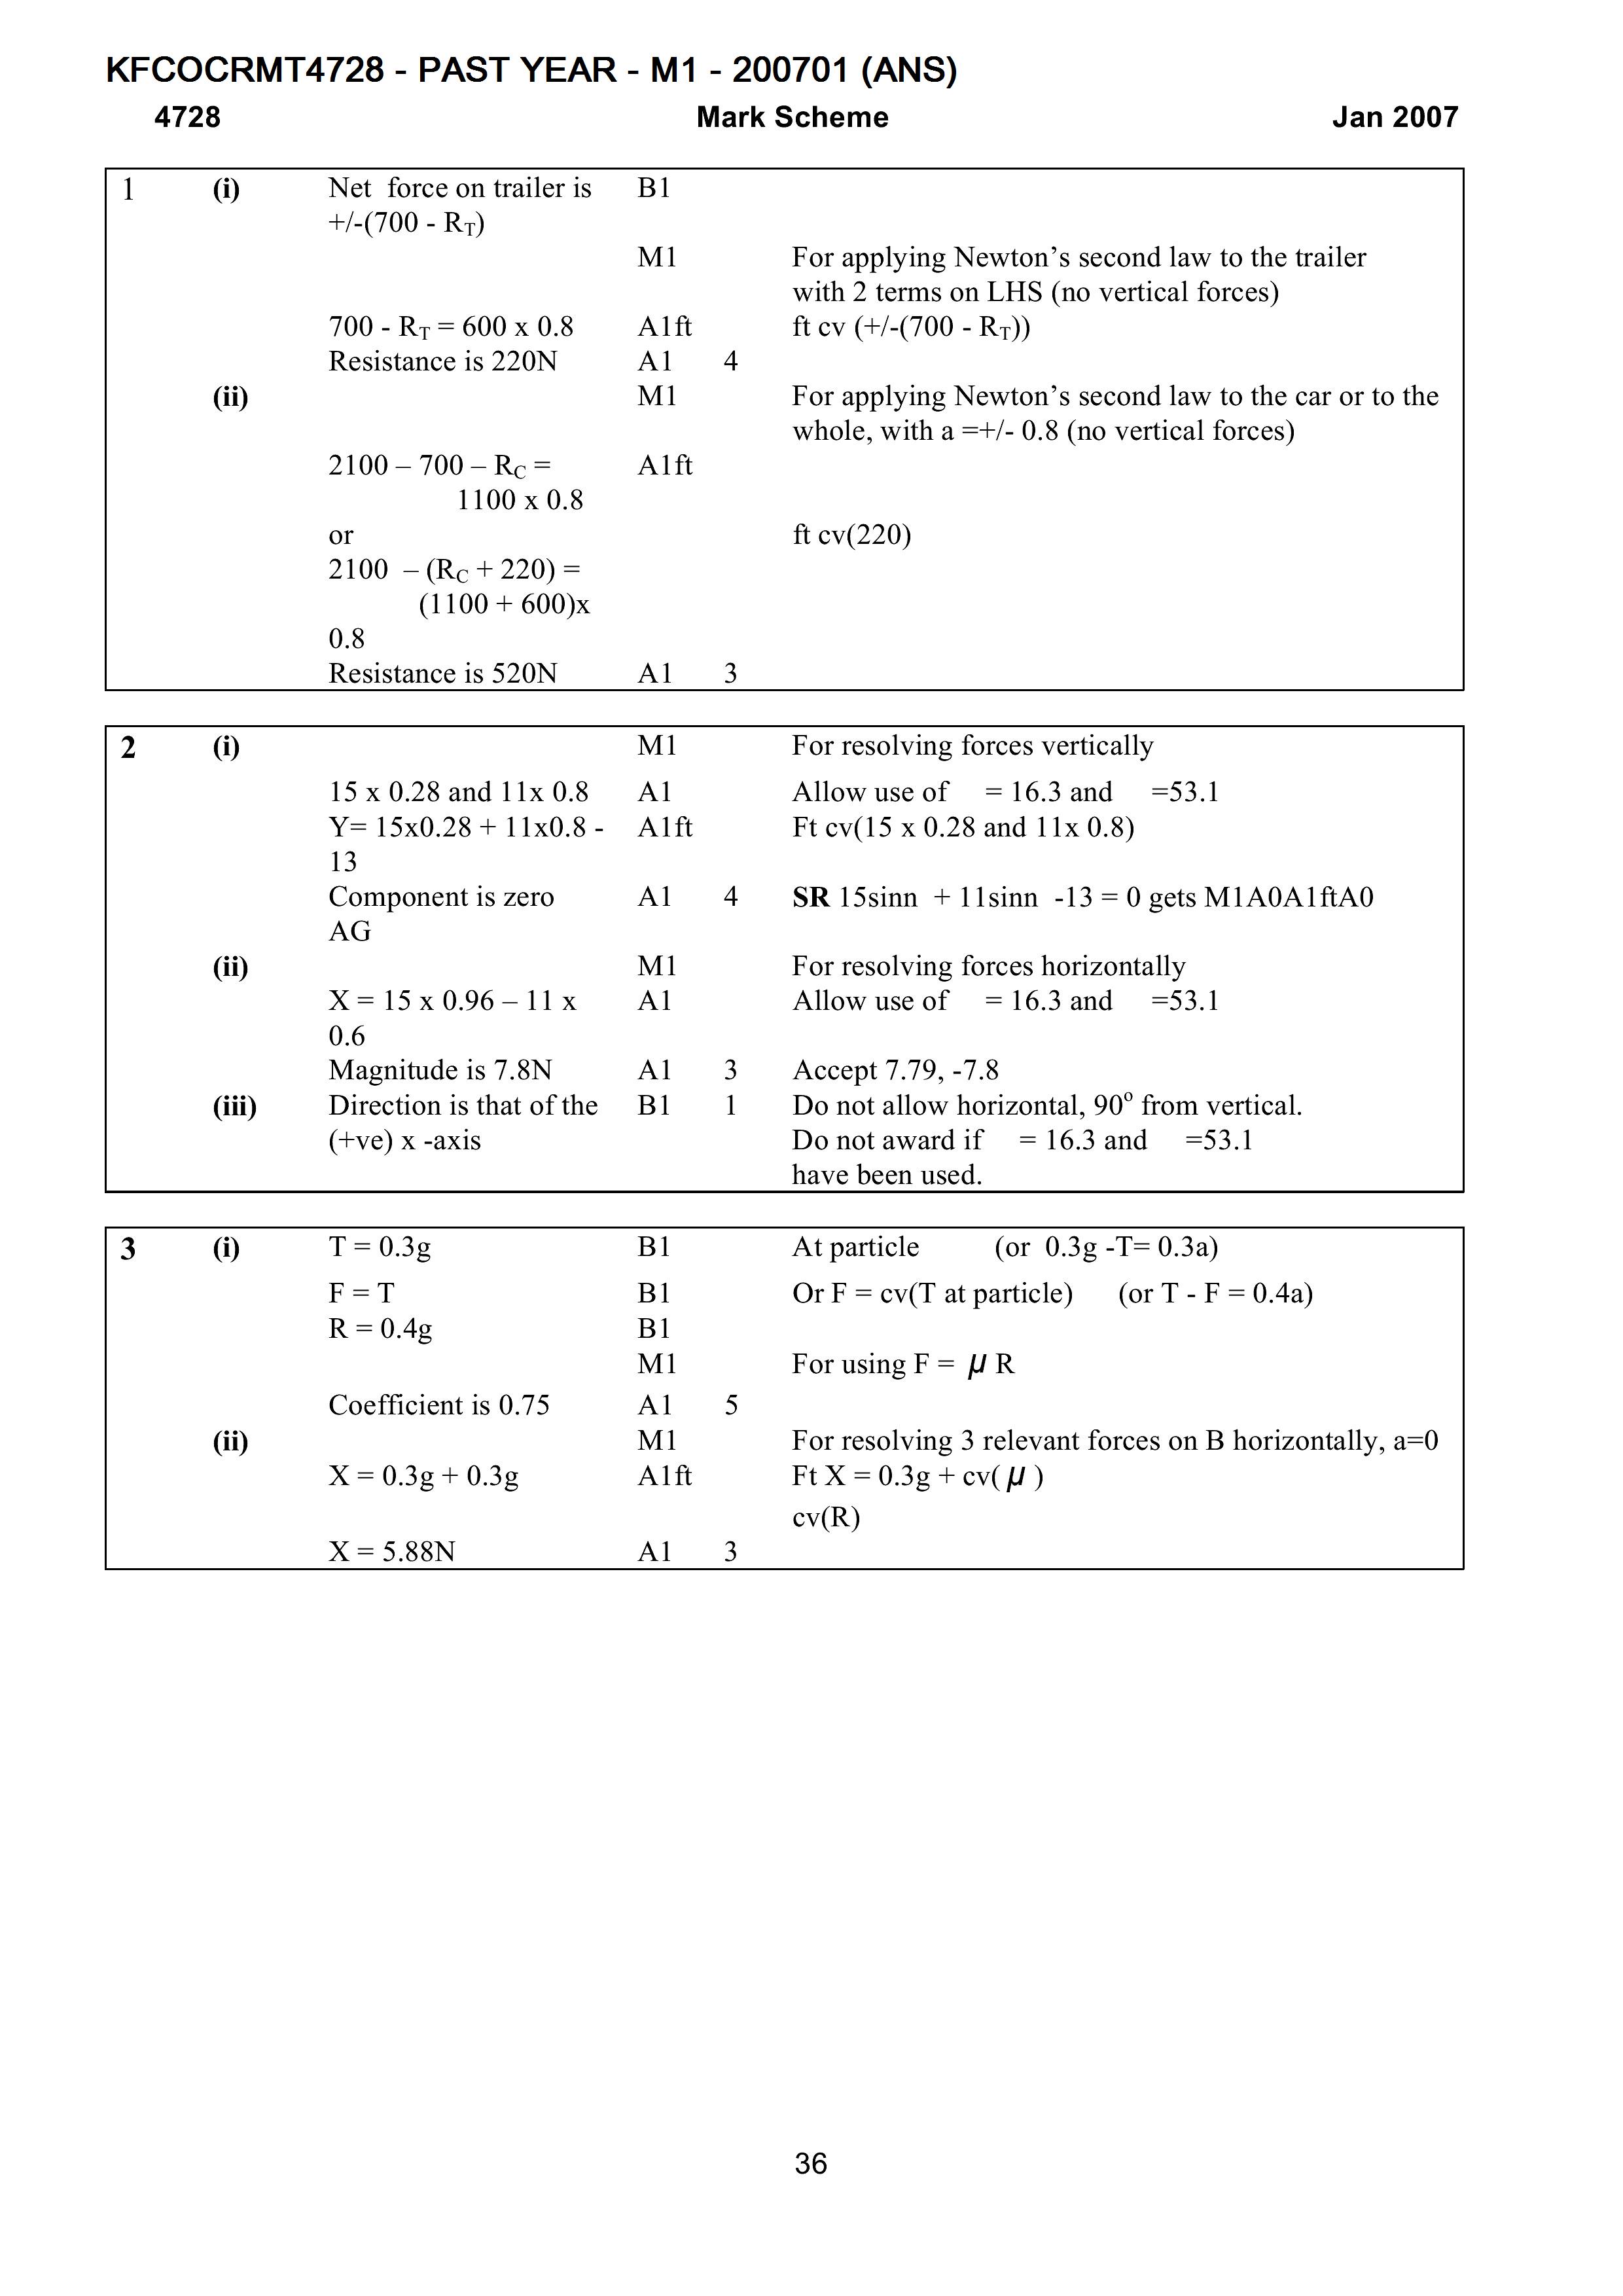 KFCOCRMT4728 - PAST YEAR - M1 - 200701 (ANS)
4728 Mark Scheme Jan 2007
1 (i) Net force on trailer is B1
+/-(700 - R_T)
M1 For applying Newton's second law to the trailer
with 2 terms on LHS (no vertical forces)
700 - R_T = 600 x 0.8 A1ft ft cv (+/-(700 - R_T))
Resistance is 220N A1 4
(ii) M1 For applying Newton's second law to the car or to the
whole, with a =+/- 0.8 (no vertical forces)
2100 – 700 – R_C = A1ft
1100 x 0.8
or ft cv(220)
2100 – (R_C + 220) =
(1100 + 600)x
0.8
Resistance is 520N A1 3
2 (i) M1 For resolving forces vertically
15 x 0.28 and 11x 0.8 A1 Allow use of = 16.3 and =53.1
Y= 15x0.28 + 11x0.8 - A1ft Ft cv(15 x 0.28 and 11x 0.8)
13
Component is zero A1 4 SR 15sinn + 11sinn -13 = 0 gets M1A0A1ftA0
AG
(ii) M1 For resolving forces horizontally
X = 15 x 0.96 – 11 x A1 Allow use of = 16.3 and =53.1
0.6
Magnitude is 7.8N A1 3 Accept 7.79, -7.8
(iii) Direction is that of the B1 1 Do not allow horizontal, 90° from vertical.
(+ve) x -axis Do not award if = 16.3 and =53.1
have been used.
3 (i) T = 0.3g B1 At particle (or 0.3g -T= 0.3a)
F = T B1 Or F = cv(T at particle) (or T - F = 0.4a)
R = 0.4g B1
M1 For using F = μ R
Coefficient is 0.75 A1 5
(ii) M1 For resolving 3 relevant forces on B horizontally, a=0
X = 0.3g + 0.3g A1ft Ft X = 0.3g + cv( μ )
cv(R)
X = 5.88N A1 3
36